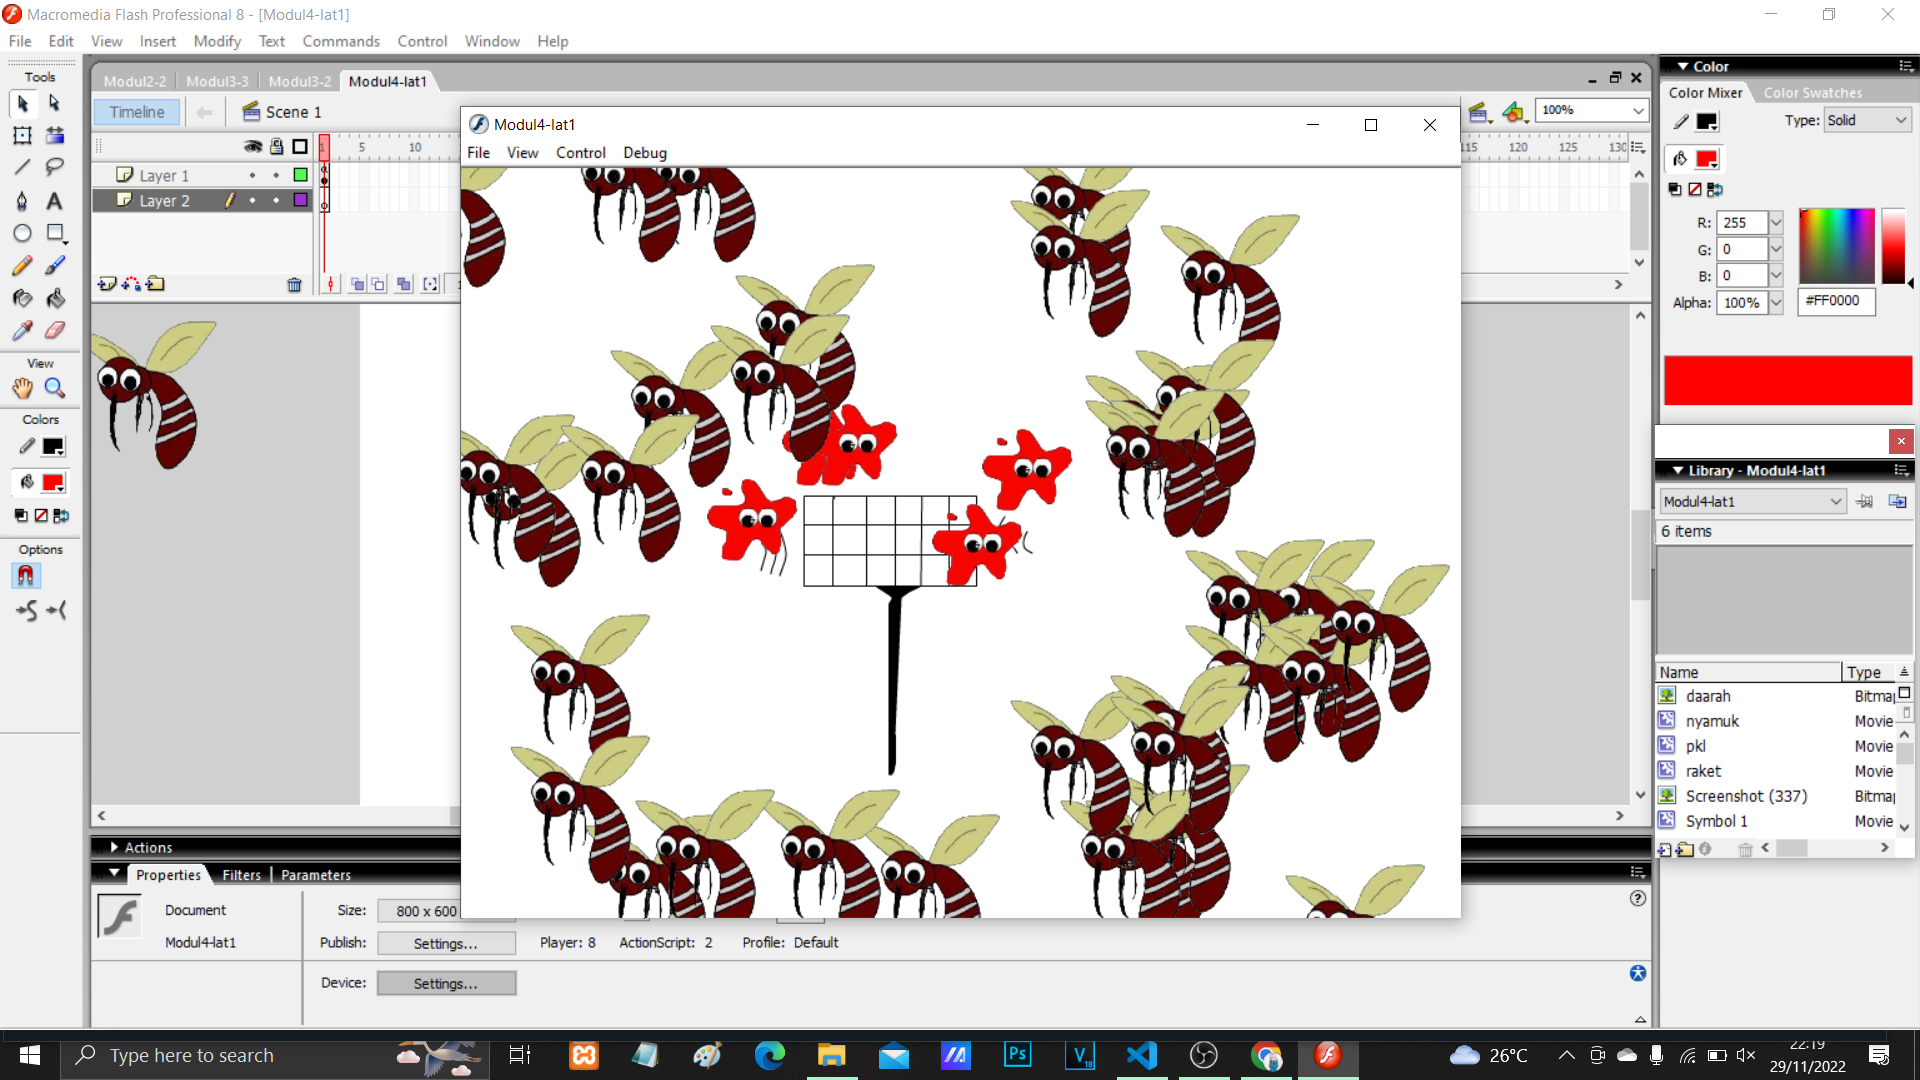 Macromedia Flash Professional 8 - [Modul4-lat1]
File Edit View Insert Modify Text Commands Control Window Help
Tools
View
Colors
Options
Modul2-2 Modul3-3 Modul3-2 Modul4-lat1
Timeline Scene 1
100%
5 10
115 120 125 130
Layer 1
Layer 2
Modul4-lat1
File View Control Debug
Color
Color Mixer Color Swatches
Type: Solid
R: 255
G: 0
B: 0
Alpha: 100% #FF0000
Library - Modul4-lat1
Modul4-lat1
6 items
Name Type
daarah Bitma
nyamuk Movie
pkl Movie
raket Movie
Screenshot (337) Bitma
Symbol 1 Movie
Actions
Properties Filters Parameters
Document Size: 800 x 600
Modul4-lat1 Publish: Settings... Player: 8 ActionScript: 2 Profile: Default
Device: Settings...
Type here to search
Ps
V
18
26°C
22:19
29/11/2022